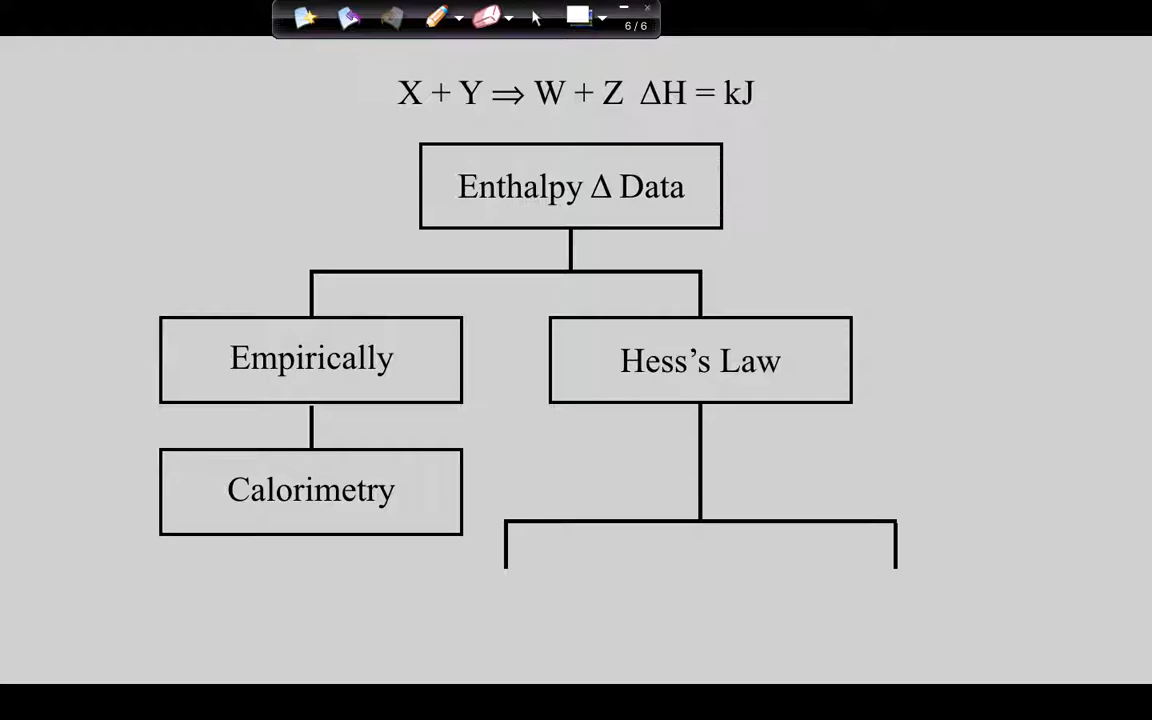 6 / 6
X + Y ⇒ W + Z ΔH = kJ
Enthalpy Δ Data
Empirically
Hess’s Law
Calorimetry